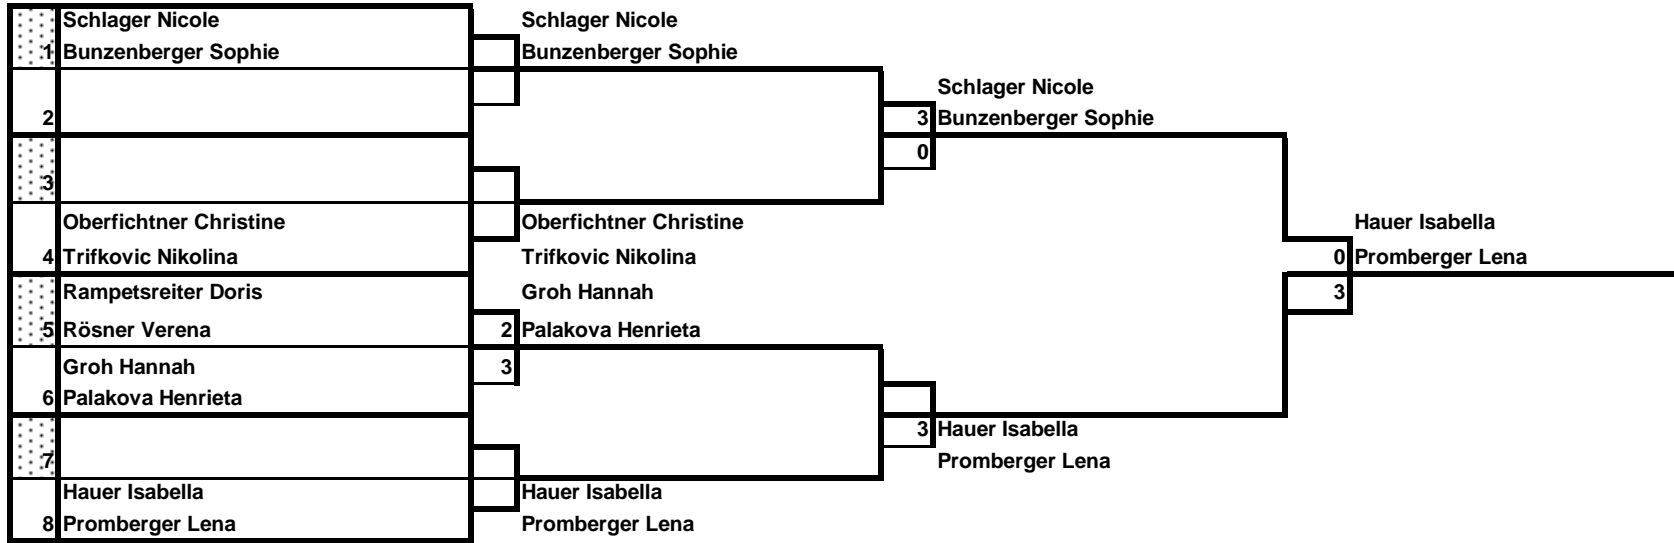 Schlager Nicole Schlager Nicole
1 Bunzenberger Sophie Bunzenberger Sophie
Schlager Nicole
2 3 Bunzenberger Sophie
0
3
Oberfichtner Christine Oberfichtner Christine Hauer Isabella
4 Trifkovic Nikolina Trifkovic Nikolina 0 Promberger Lena
Rampetsreiter Doris Groh Hannah 3
5 Rösner Verena 2 Palakova Henrieta
Groh Hannah 3
6 Palakova Henrieta
3 Hauer Isabella
7 Promberger Lena
Hauer Isabella Hauer Isabella
8 Promberger Lena Promberger Lena